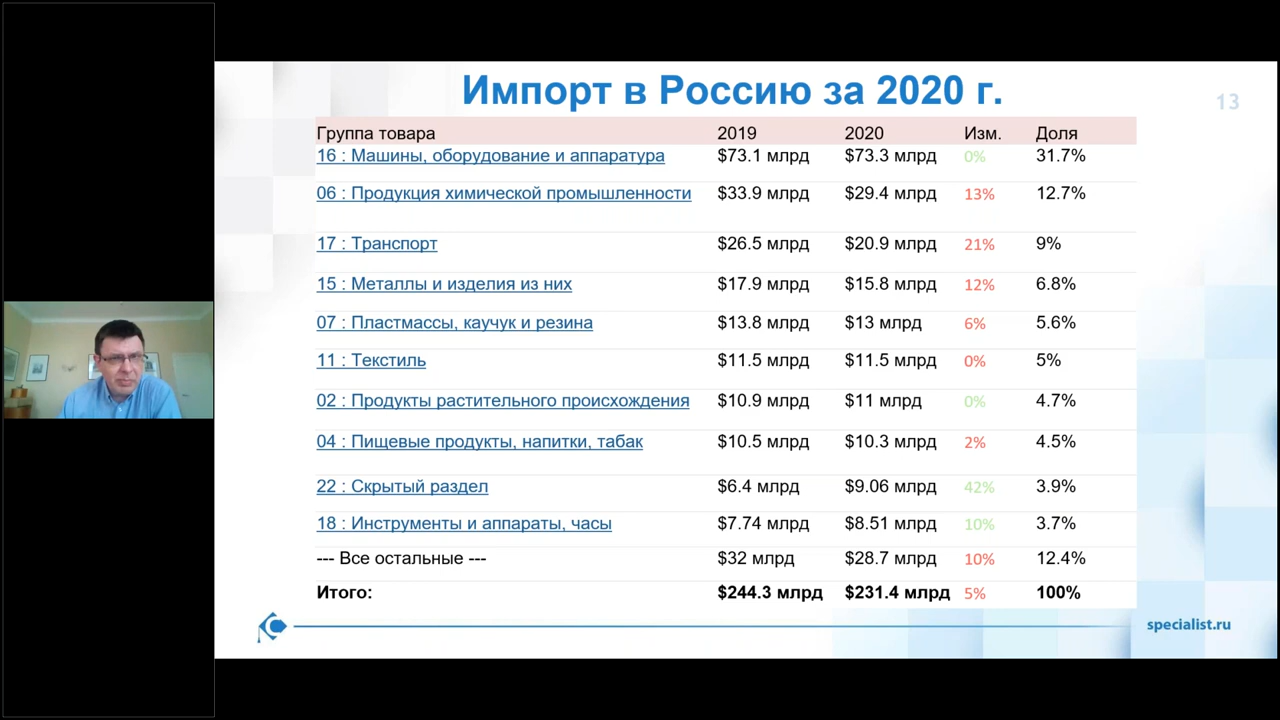 Импорт в Россию за 2020 г.
13
Группа товара 2019 2020 Изм. Доля
16 : Машины, оборудование и аппаратура $73.1 млрд $73.3 млрд 0% 31.7%
06 : Продукция химической промышленности $33.9 млрд $29.4 млрд 13% 12.7%
17 : Транспорт $26.5 млрд $20.9 млрд 21% 9%
15 : Металлы и изделия из них $17.9 млрд $15.8 млрд 12% 6.8%
07 : Пластмассы, каучук и резина $13.8 млрд $13 млрд 6% 5.6%
11 : Текстиль $11.5 млрд $11.5 млрд 0% 5%
02 : Продукты растительного происхождения $10.9 млрд $11 млрд 0% 4.7%
04 : Пищевые продукты, напитки, табак $10.5 млрд $10.3 млрд 2% 4.5%
22 : Скрытый раздел $6.4 млрд $9.06 млрд 42% 3.9%
18 : Инструменты и аппараты, часы $7.74 млрд $8.51 млрд 10% 3.7%
--- Все остальные --- $32 млрд $28.7 млрд 10% 12.4%
Итого: $244.3 млрд $231.4 млрд 5% 100%
specialist.ru